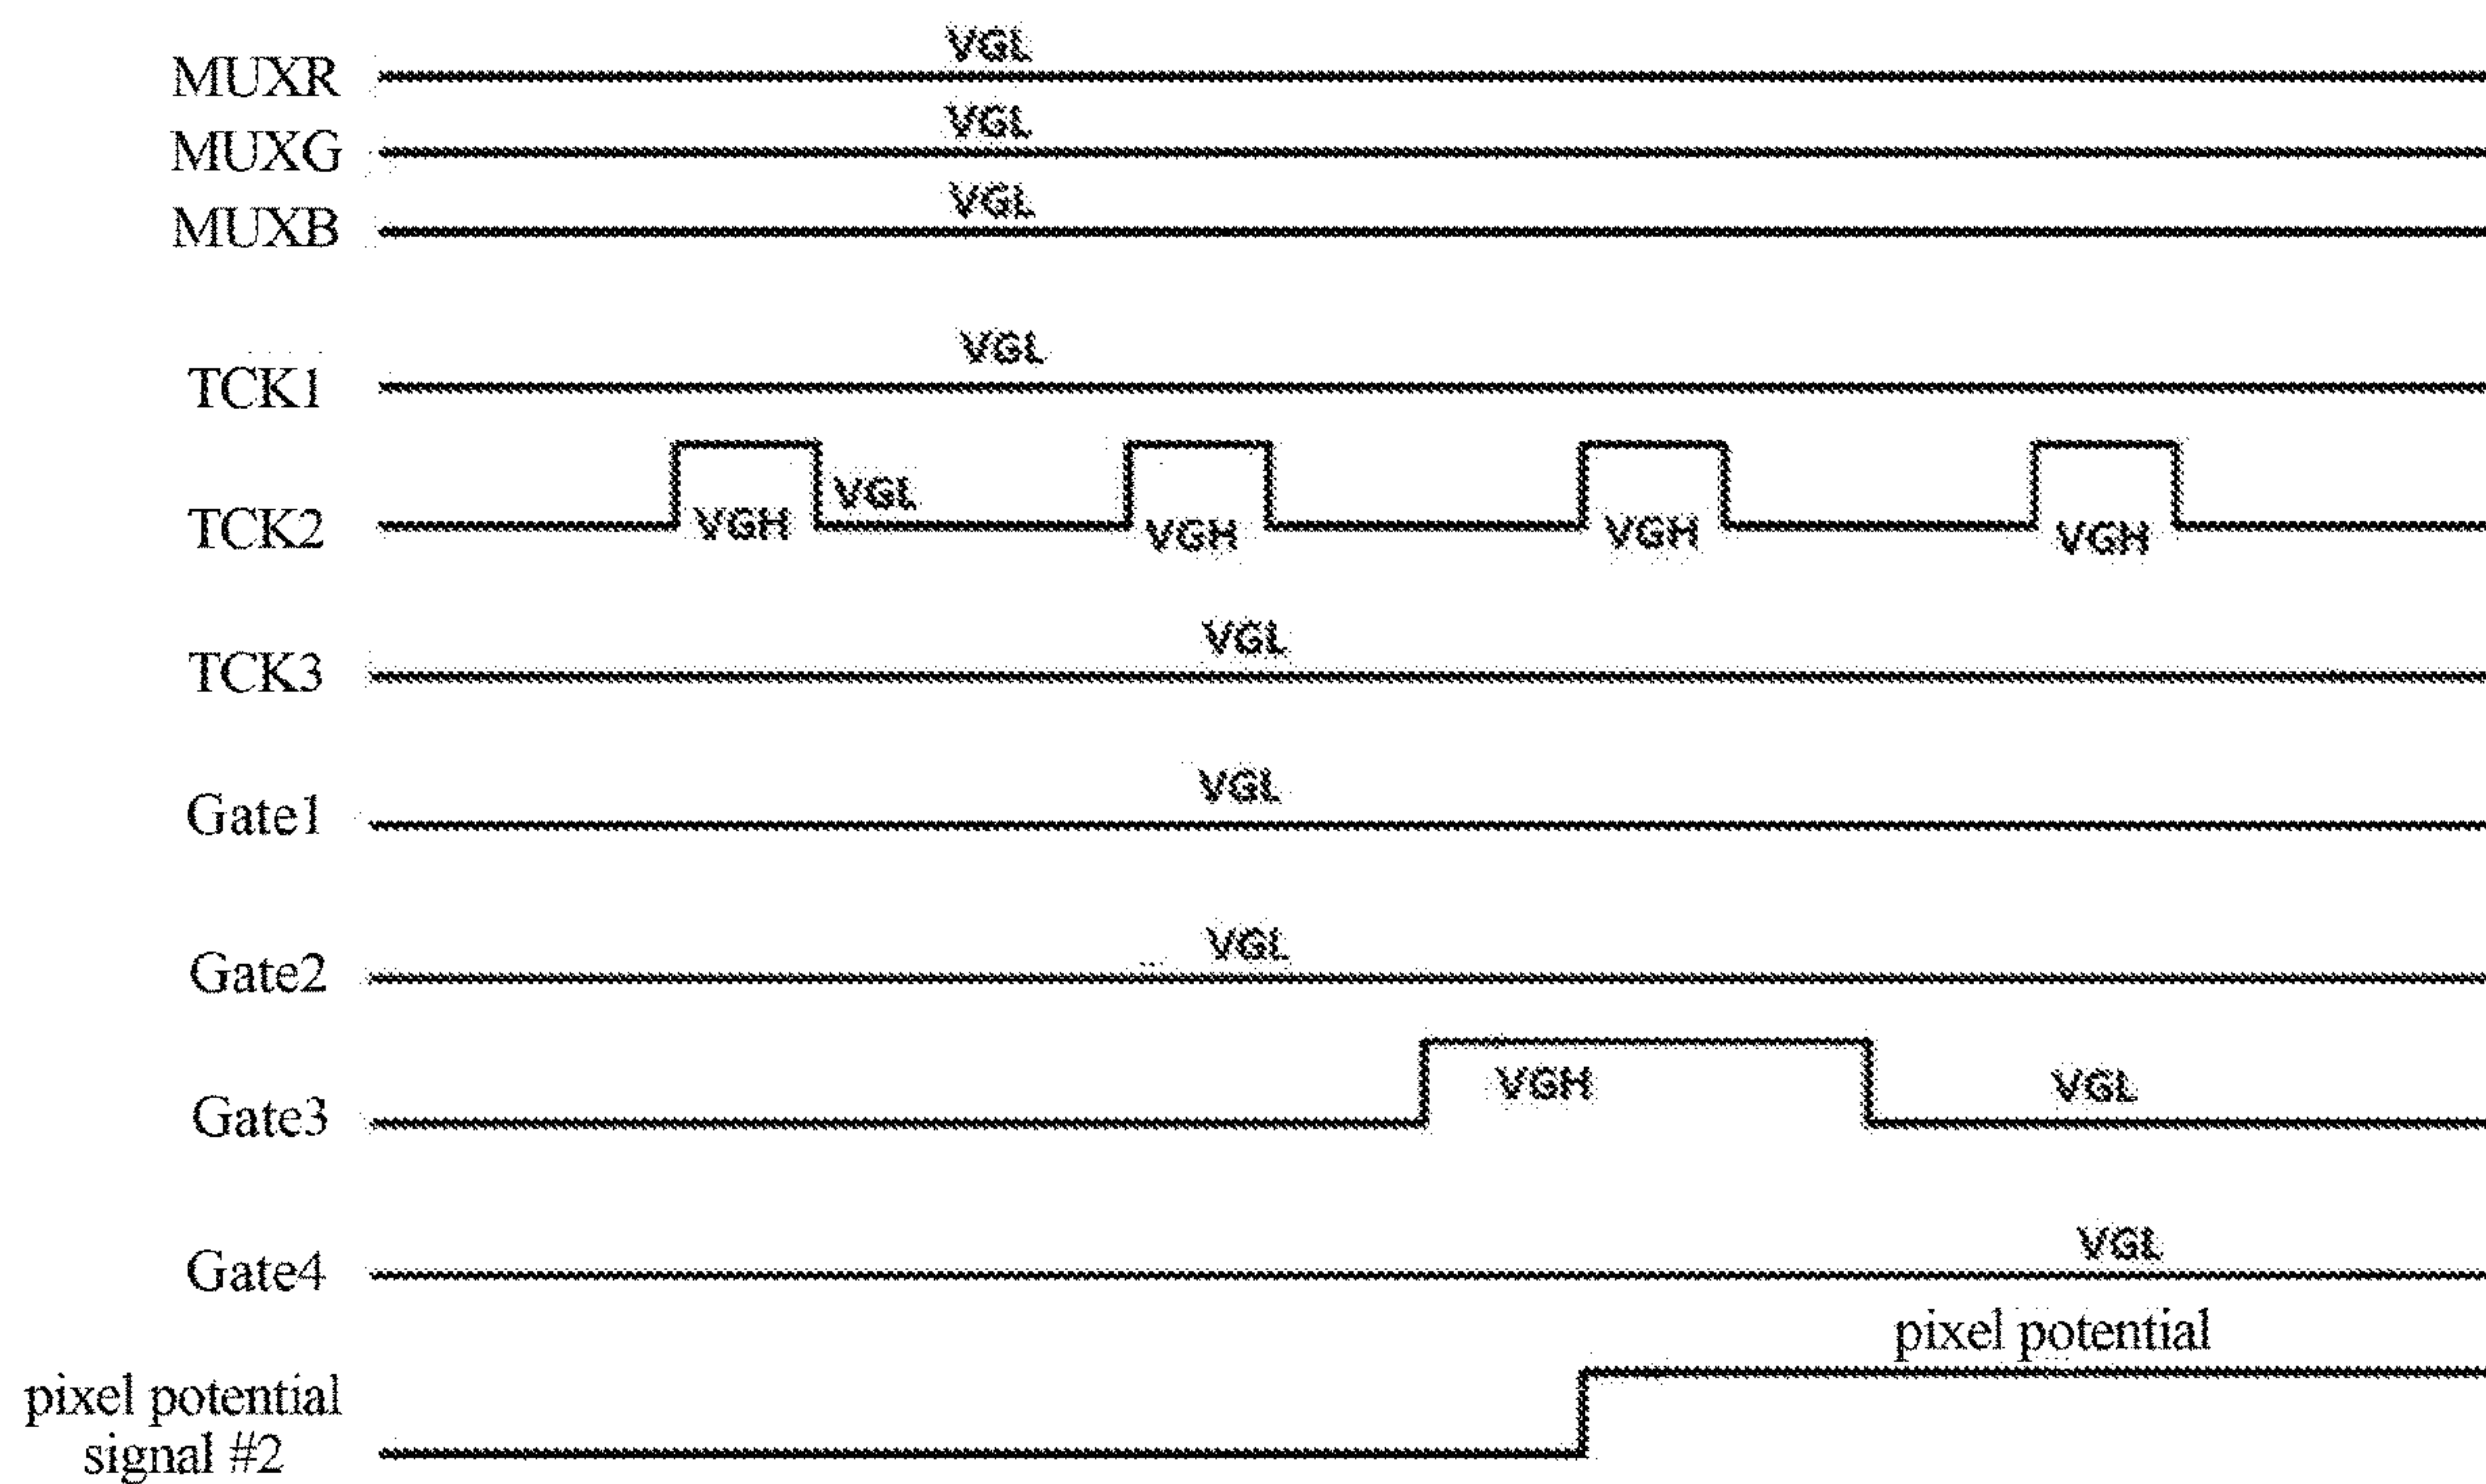 VGL
MUXR
VGL
MUXG
VGL
MUXB
VGL
TCK1
VGL
TCK2 VGH VGH VGH VGH
VGL
TCK3
VGL
Gate1
VGL
Gate2
VGH VGL
Gate3
VGL
Gate4
pixel potential
pixel potential
signal #2